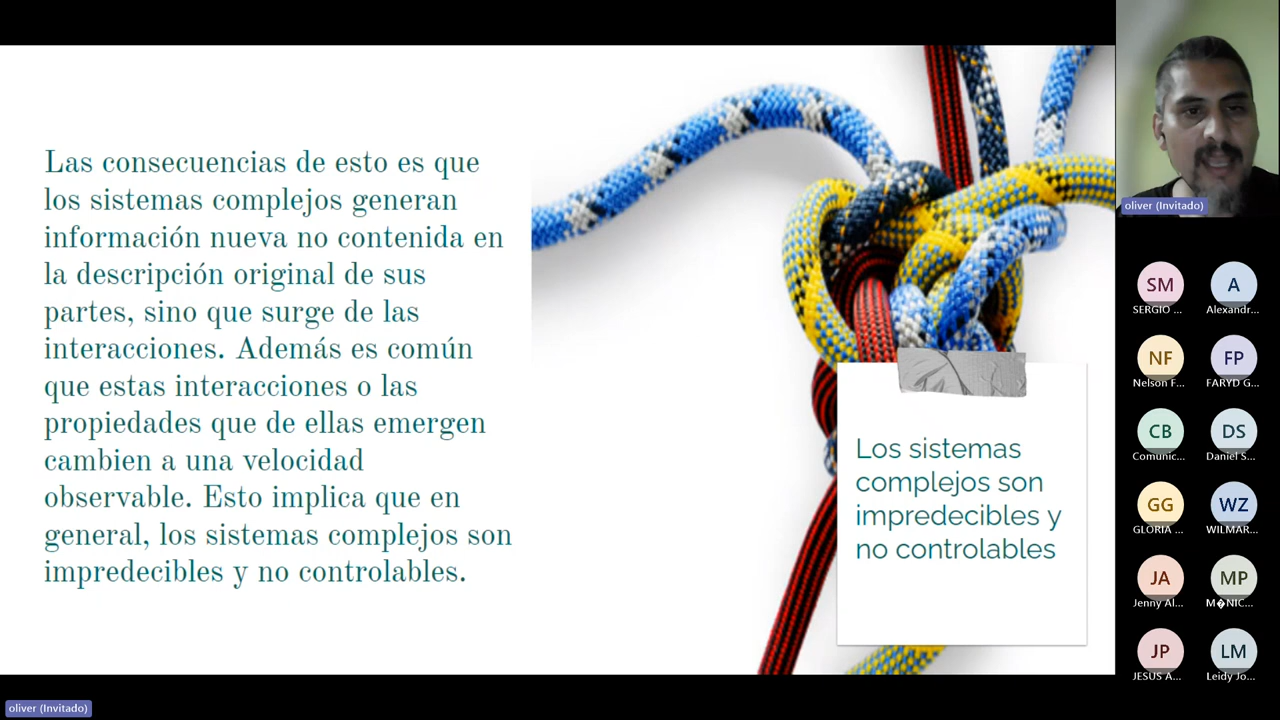 Las consecuencias de esto es que
los sistemas complejos generan
información nueva no contenida en
la descripción original de sus
partes, sino que surge de las
interacciones. Además es común
que estas interacciones o las
propiedades que de ellas emergen
cambien a una velocidad
observable. Esto implica que en
general, los sistemas complejos son
impredecibles y no controlables.
Los sistemas
complejos son
impredecibles y
no controlables
oliver (Invitado)
SM
SERGIO ...
A
Alexandr...
NF
Nelson F...
FP
FARYD G...
CB
Comunic...
DS
Daniel S...
GG
GLORIA ...
WZ
WILMAR...
JA
Jenny Al...
MP
M�NIC...
JP
JESUS A...
LM
Leidy Jo...
oliver (Invitado)